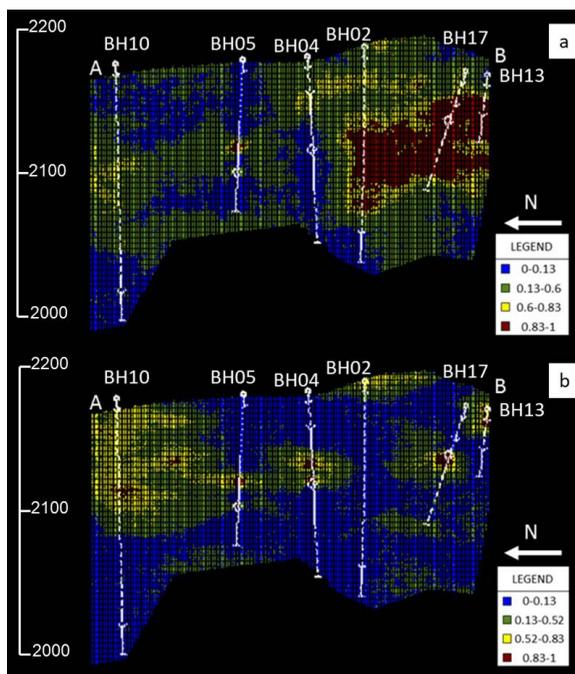 a
2200
BH10
BH05
BH04
BH02
BH17
A
B
BH13
2100
N
LEGEND
0-0.13
0.13-0.6
0.6-0.83
0.83-1
2000
b
2200
BH10
BH05
BH04
BH02
BH17
A
B
BH13
2100
N
LEGEND
0-0.13
0.13-0.52
0.52-0.83
0.83-1
2000